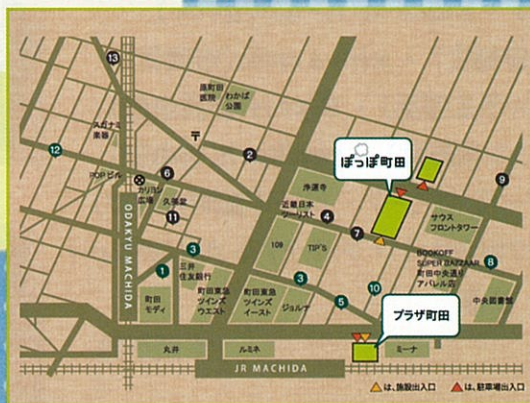 13
原町田
医院
わかば
公園
スガナミ
楽器
12
〒
2
9
POPビル
カリヨン
広場
6
久美堂
11
浄運寺
ぽっぽ町田
近畿日本
ツーリスト
4
7
サウス
フロントタワー
109
TIP'S
BOOKOFF
SUPER BAZZAAR
町田中央通り
アパレル店
8
ODAKYU MACHIDA
3
1
三井
住友銀行
町田
モディ
町田東急
ツインズ
ウエスト
町田東急
ツインズ
イースト
3
ジョルナ
5
10
中央図書館
プラザ町田
丸井
ルミネ
ミーナ
JR MACHIDA
は、施設出入口
は、駐車場出入口